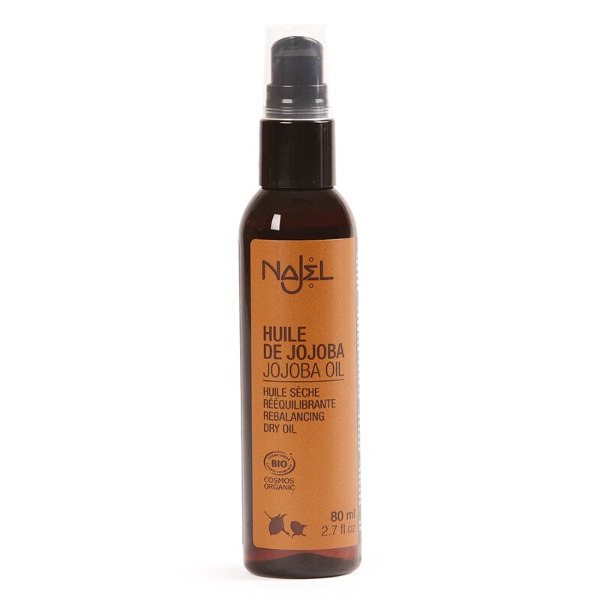 NAJEL
HUILE
DE JOJOBA
JOJOBA OIL
HUILE SÈCHE
RÉÉQUILIBRANTE
REBALANCING
DRY OIL
BIO
COSMOS
ORGANIC
80 ml
2.7 fl.oz